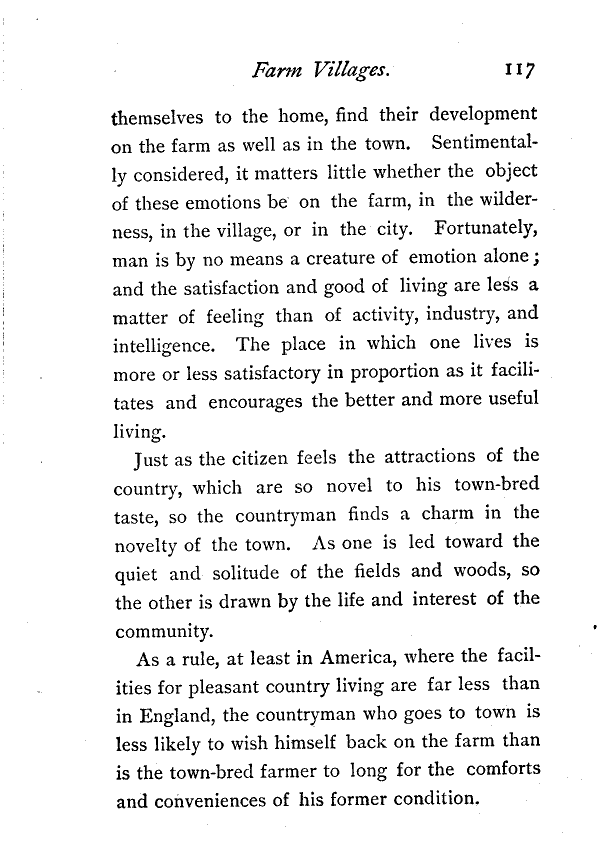 Farm Villages. 117
themselves to the home, find their development
on the farm as well as in the town. Sentimental-
ly considered, it matters little whether the object
of these emotions be on the farm, in the wilder-
ness, in the village, or in the city. Fortunately,
man is by no means a creature of emotion alone;
and the satisfaction and good of living are less a
matter of feeling than of activity, industry, and
intelligence. The place in which one lives is
more or less satisfactory in proportion as it facili-
tates and encourages the better and more useful
living.
Just as the citizen feels the attractions of the
country, which are so novel to his town-bred
taste, so the countryman finds a charm in the
novelty of the town. As one is led toward the
quiet and solitude of the fields and woods, so
the other is drawn by the life and interest of the
community.
As a rule, at least in America, where the facil-
ities for pleasant country living are far less than
in England, the countryman who goes to town is
less likely to wish himself back on the farm than
is the town-bred farmer to long for the comforts
and conveniences of his former condition.